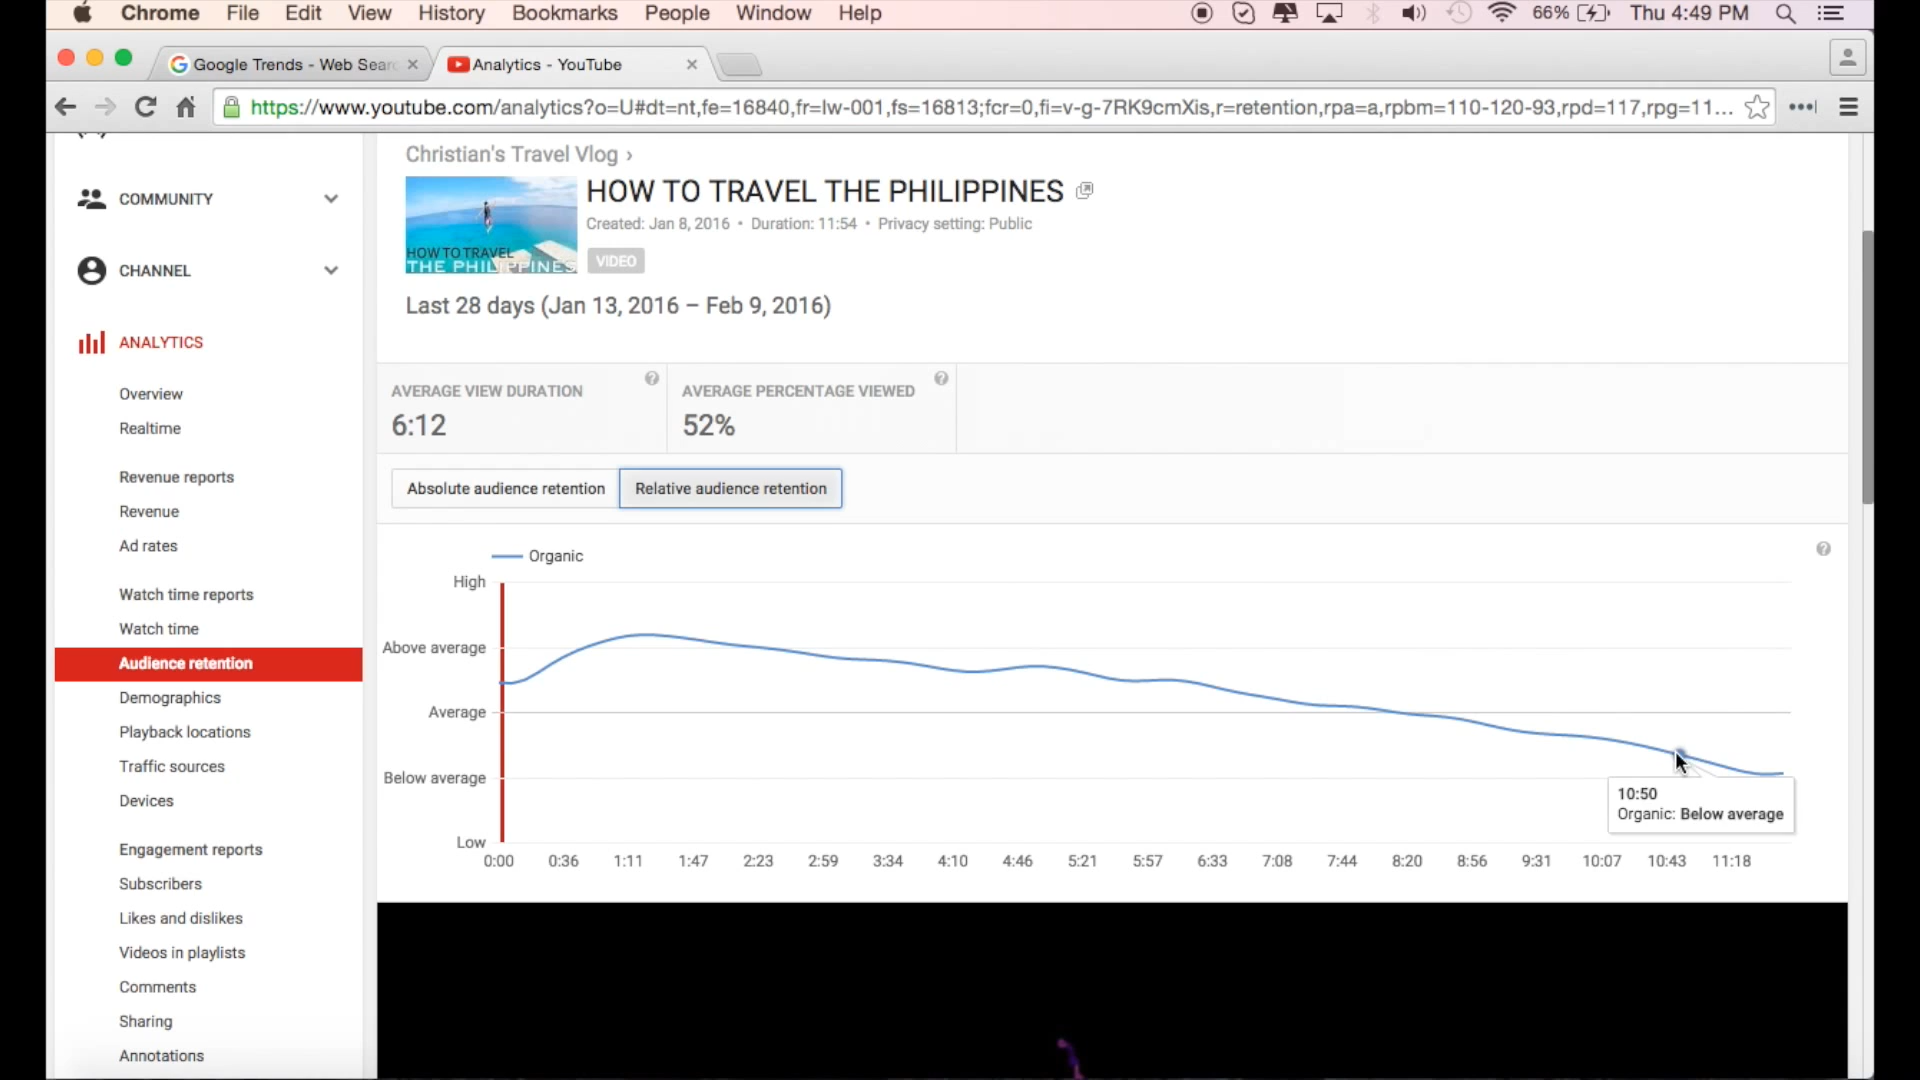 Chrome File Edit View History Bookmarks People Window Help 66% Thu 4:49 PM
Google Trends - Web Sear × Analytics - YouTube ×
https://www.youtube.com/analytics?o=U#dt=nt,fe=16840,fr=lw-001,fs=16813;fcr=0,fi=v-g-7RK9cmXis,r=retention,rpa=a,rpbm=110-120-93,rpd=117,rpg=11...
Christian's Travel Vlog ›
HOW TO TRAVEL THE PHILIPPINES
Created: Jan 8, 2016 • Duration: 11:54 • Privacy setting: Public
HOW TO TRAVEL
THE PHILIPPINES
VIDEO
Last 28 days (Jan 13, 2016 – Feb 9, 2016)
COMMUNITY
CHANNEL
ANALYTICS
Overview
Realtime
Revenue reports
Revenue
Ad rates
Watch time reports
Watch time
Audience retention
Demographics
Playback locations
Traffic sources
Devices
Engagement reports
Subscribers
Likes and dislikes
Videos in playlists
Comments
Sharing
Annotations
AVERAGE VIEW DURATION ?
6:12
AVERAGE PERCENTAGE VIEWED ?
52%
Absolute audience retention Relative audience retention
Organic ?
High
Above average
Average
Below average
Low
10:50
Organic: Below average
0:00 0:36 1:11 1:47 2:23 2:59 3:34 4:10 4:46 5:21 5:57 6:33 7:08 7:44 8:20 8:56 9:31 10:07 10:43 11:18